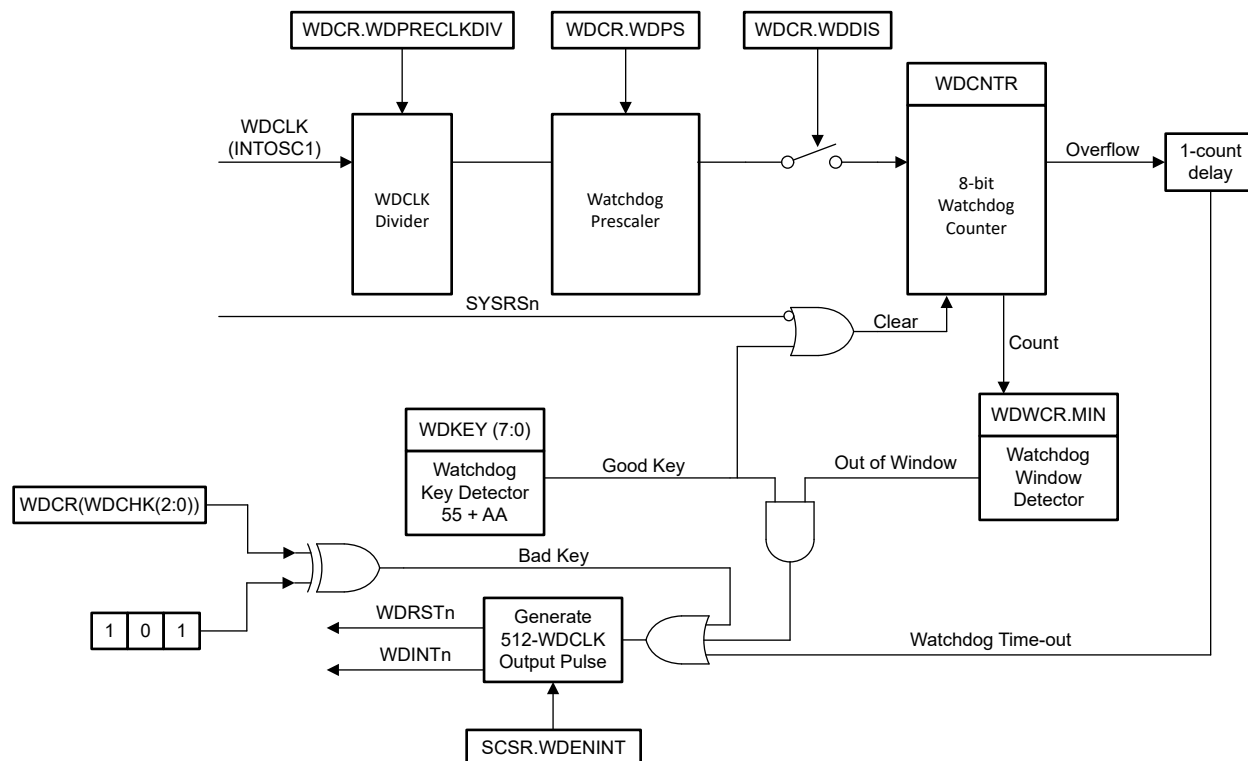 WDCR.WDPRECLKDIV
WDCR.WDPS
WDCR.WDDIS
WDCNTR
WDCLK
(INTOSC1)
WDCLK
Divider
Watchdog
Prescaler
8-bit
Watchdog
Counter
Overflow
1-count
delay
SYSRSn
Clear
Count
WDKEY (7:0)
Watchdog
Key Detector
55 + AA
Good Key
Out of Window
WDWCR.MIN
Watchdog
Window
Detector
WDCR(WDCHK(2:0))
Bad Key
1 0 1
WDRSTn
WDINTn
Generate
512-WDCLK
Output Pulse
Watchdog Time-out
SCSR.WDENINT